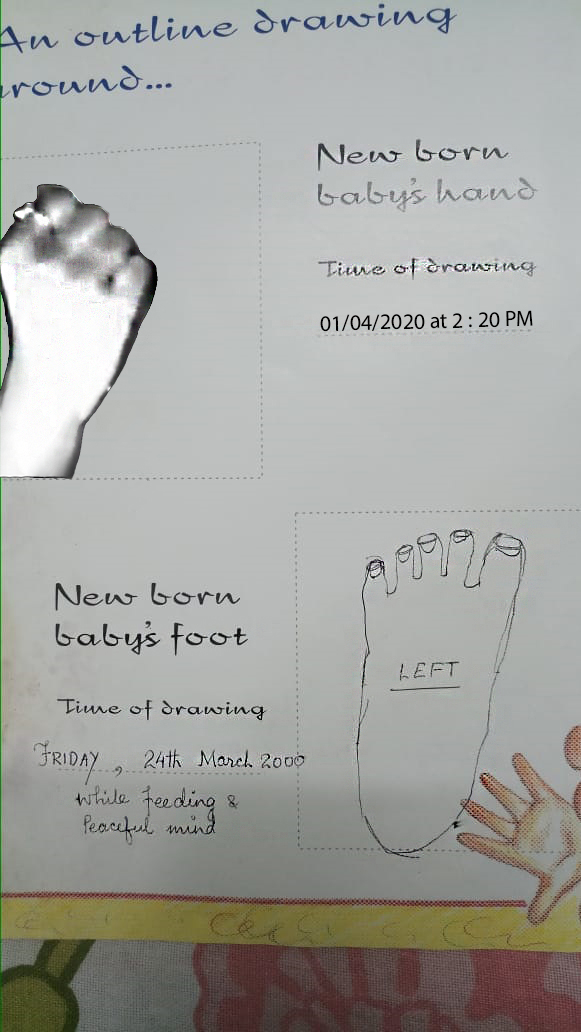 An outline drawing
around...
New born
baby's hand
Time of drawing
01/04/2020 at 2 : 20 PM
New born
baby's foot
Time of drawing
FRIDAY, 24th March 2000
while feeding &
Peaceful mind
LEFT